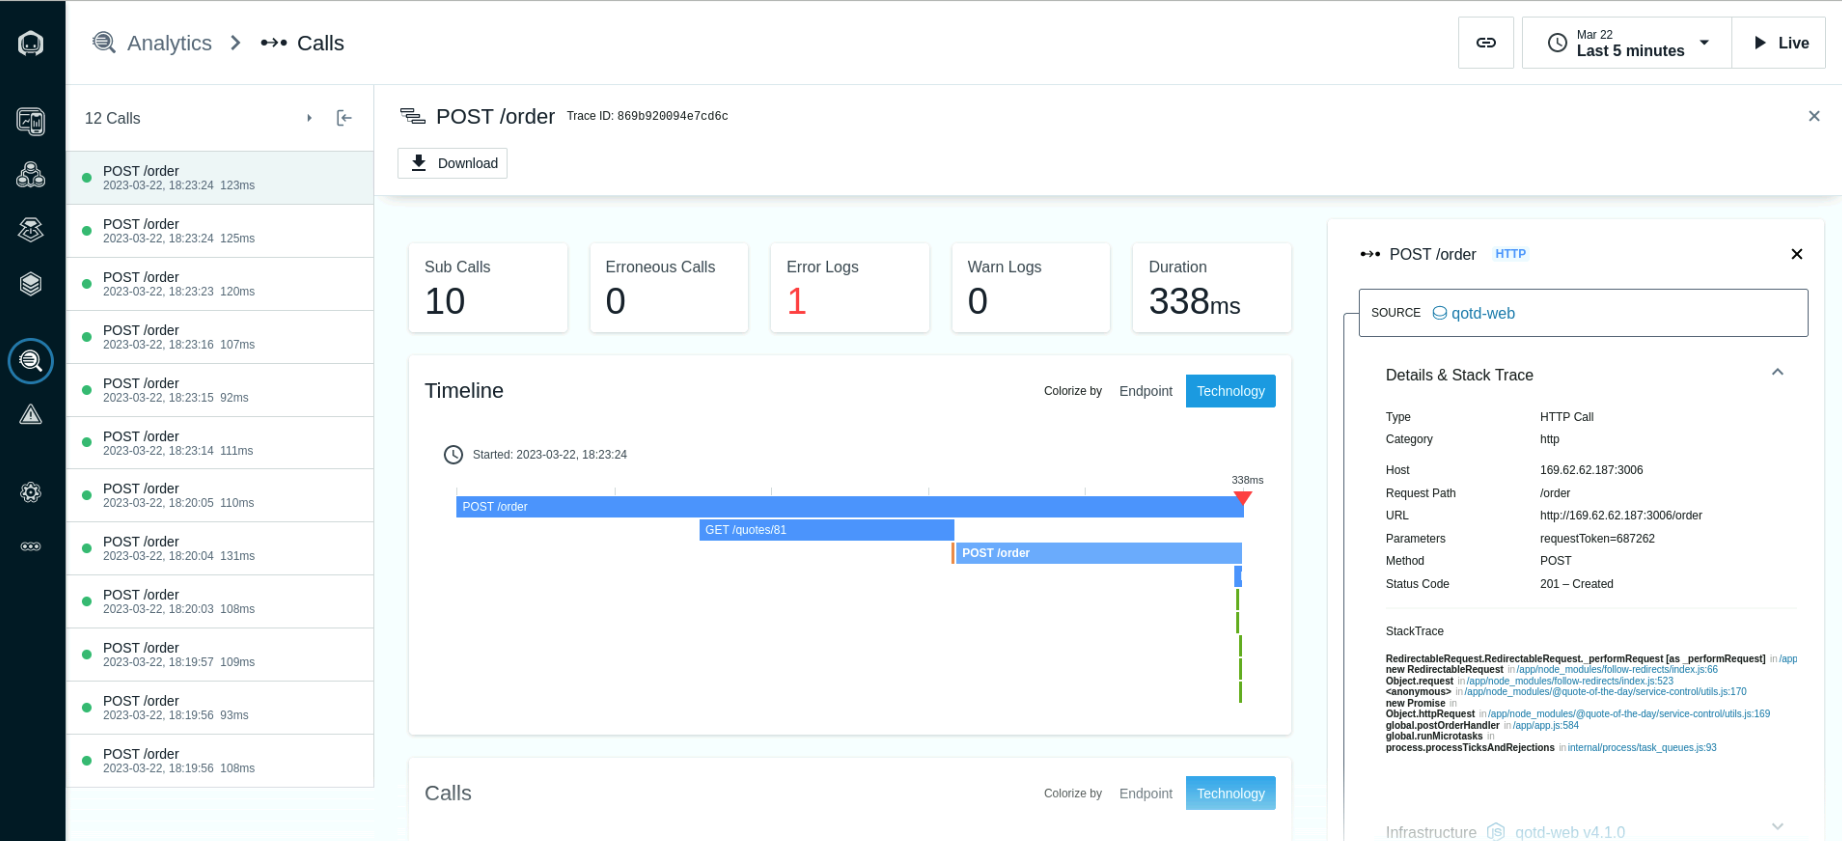 Analytics
Calls
Mar 22
Last 5 minutes
Live
12 Calls
POST /order
2023-03-22, 18:23:24 123ms
POST /order
2023-03-22, 18:23:24 125ms
POST /order
2023-03-22, 18:23:23 120ms
POST /order
2023-03-22, 18:23:16 107ms
POST /order
2023-03-22, 18:23:15 92ms
POST /order
2023-03-22, 18:23:14 111ms
POST /order
2023-03-22, 18:20:05 110ms
POST /order
2023-03-22, 18:20:04 131ms
POST /order
2023-03-22, 18:20:03 108ms
POST /order
2023-03-22, 18:19:57 109ms
POST /order
2023-03-22, 18:19:56 93ms
POST /order
2023-03-22, 18:19:56 108ms
POST /order Trace ID: 869b920094e7cd6c
Download
Sub Calls
10
Erroneous Calls
0
Error Logs
1
Warn Logs
0
Duration
338ms
Timeline
Colorize by Endpoint Technology
Started: 2023-03-22, 18:23:24
338ms
POST /order
GET /quotes/81
POST /order
Calls
Colorize by Endpoint Technology
POST /order HTTP
SOURCE qotd-web
Details & Stack Trace
Type HTTP Call
Category http
Host 169.62.62.187:3006
Request Path /order
URL http://169.62.62.187:3006/order
Parameters requestToken=687262
Method POST
Status Code 201 – Created
StackTrace
RedirectableRequest.RedirectableRequest._performRequest [as _performRequest] in /app
new RedirectableRequest in /app/node_modules/follow-redirects/index.js:66
Object.request in /app/node_modules/follow-redirects/index.js:523
<anonymous> in /app/node_modules/@quote-of-the-day/service-control/utils.js:170
new Promise in
Object.httpRequest in /app/node_modules/@quote-of-the-day/service-control/utils.js:169
global.postOrderHandler in /app/app.js:584
global.runMicrotasks in
process.processTicksAndRejections in internal/process/task_queues.js:93
Infrastructure qotd-web v4.1.0